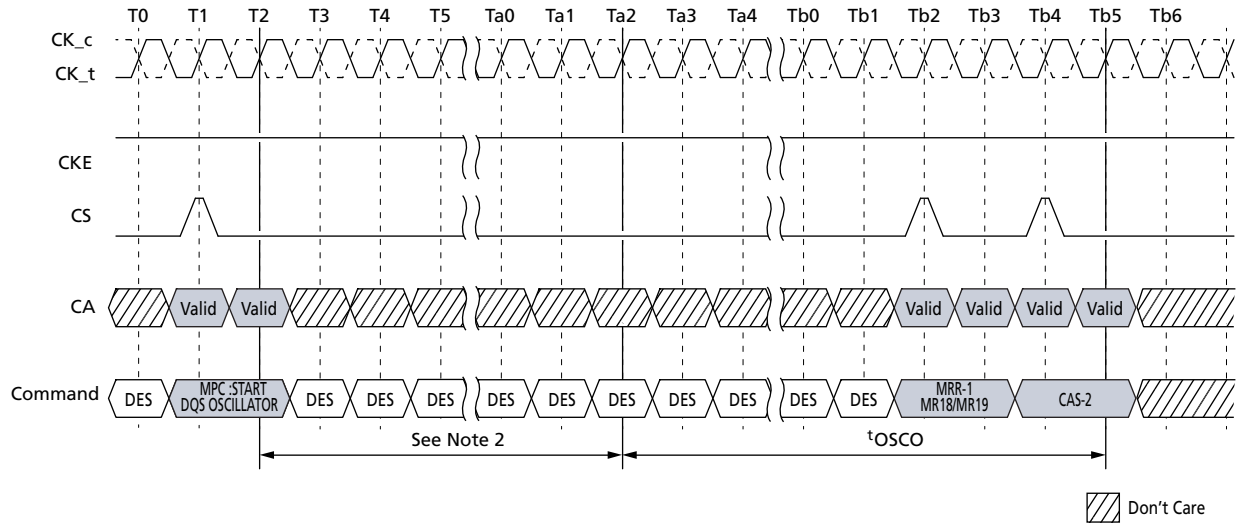 T0 T1 T2 T3 T4 T5 Ta0 Ta1 Ta2 Ta3 Ta4 Tb0 Tb1 Tb2 Tb3 Tb4 Tb5 Tb6
CK_c
CK_t
CKE
CS
CA Valid Valid Valid Valid Valid Valid
Command DES MPC :START DQS OSCILLATOR DES DES DES DES DES DES DES DES DES DES MRR-1 MR18/MR19 CAS-2
See Note 2 tOSCO
Don't Care